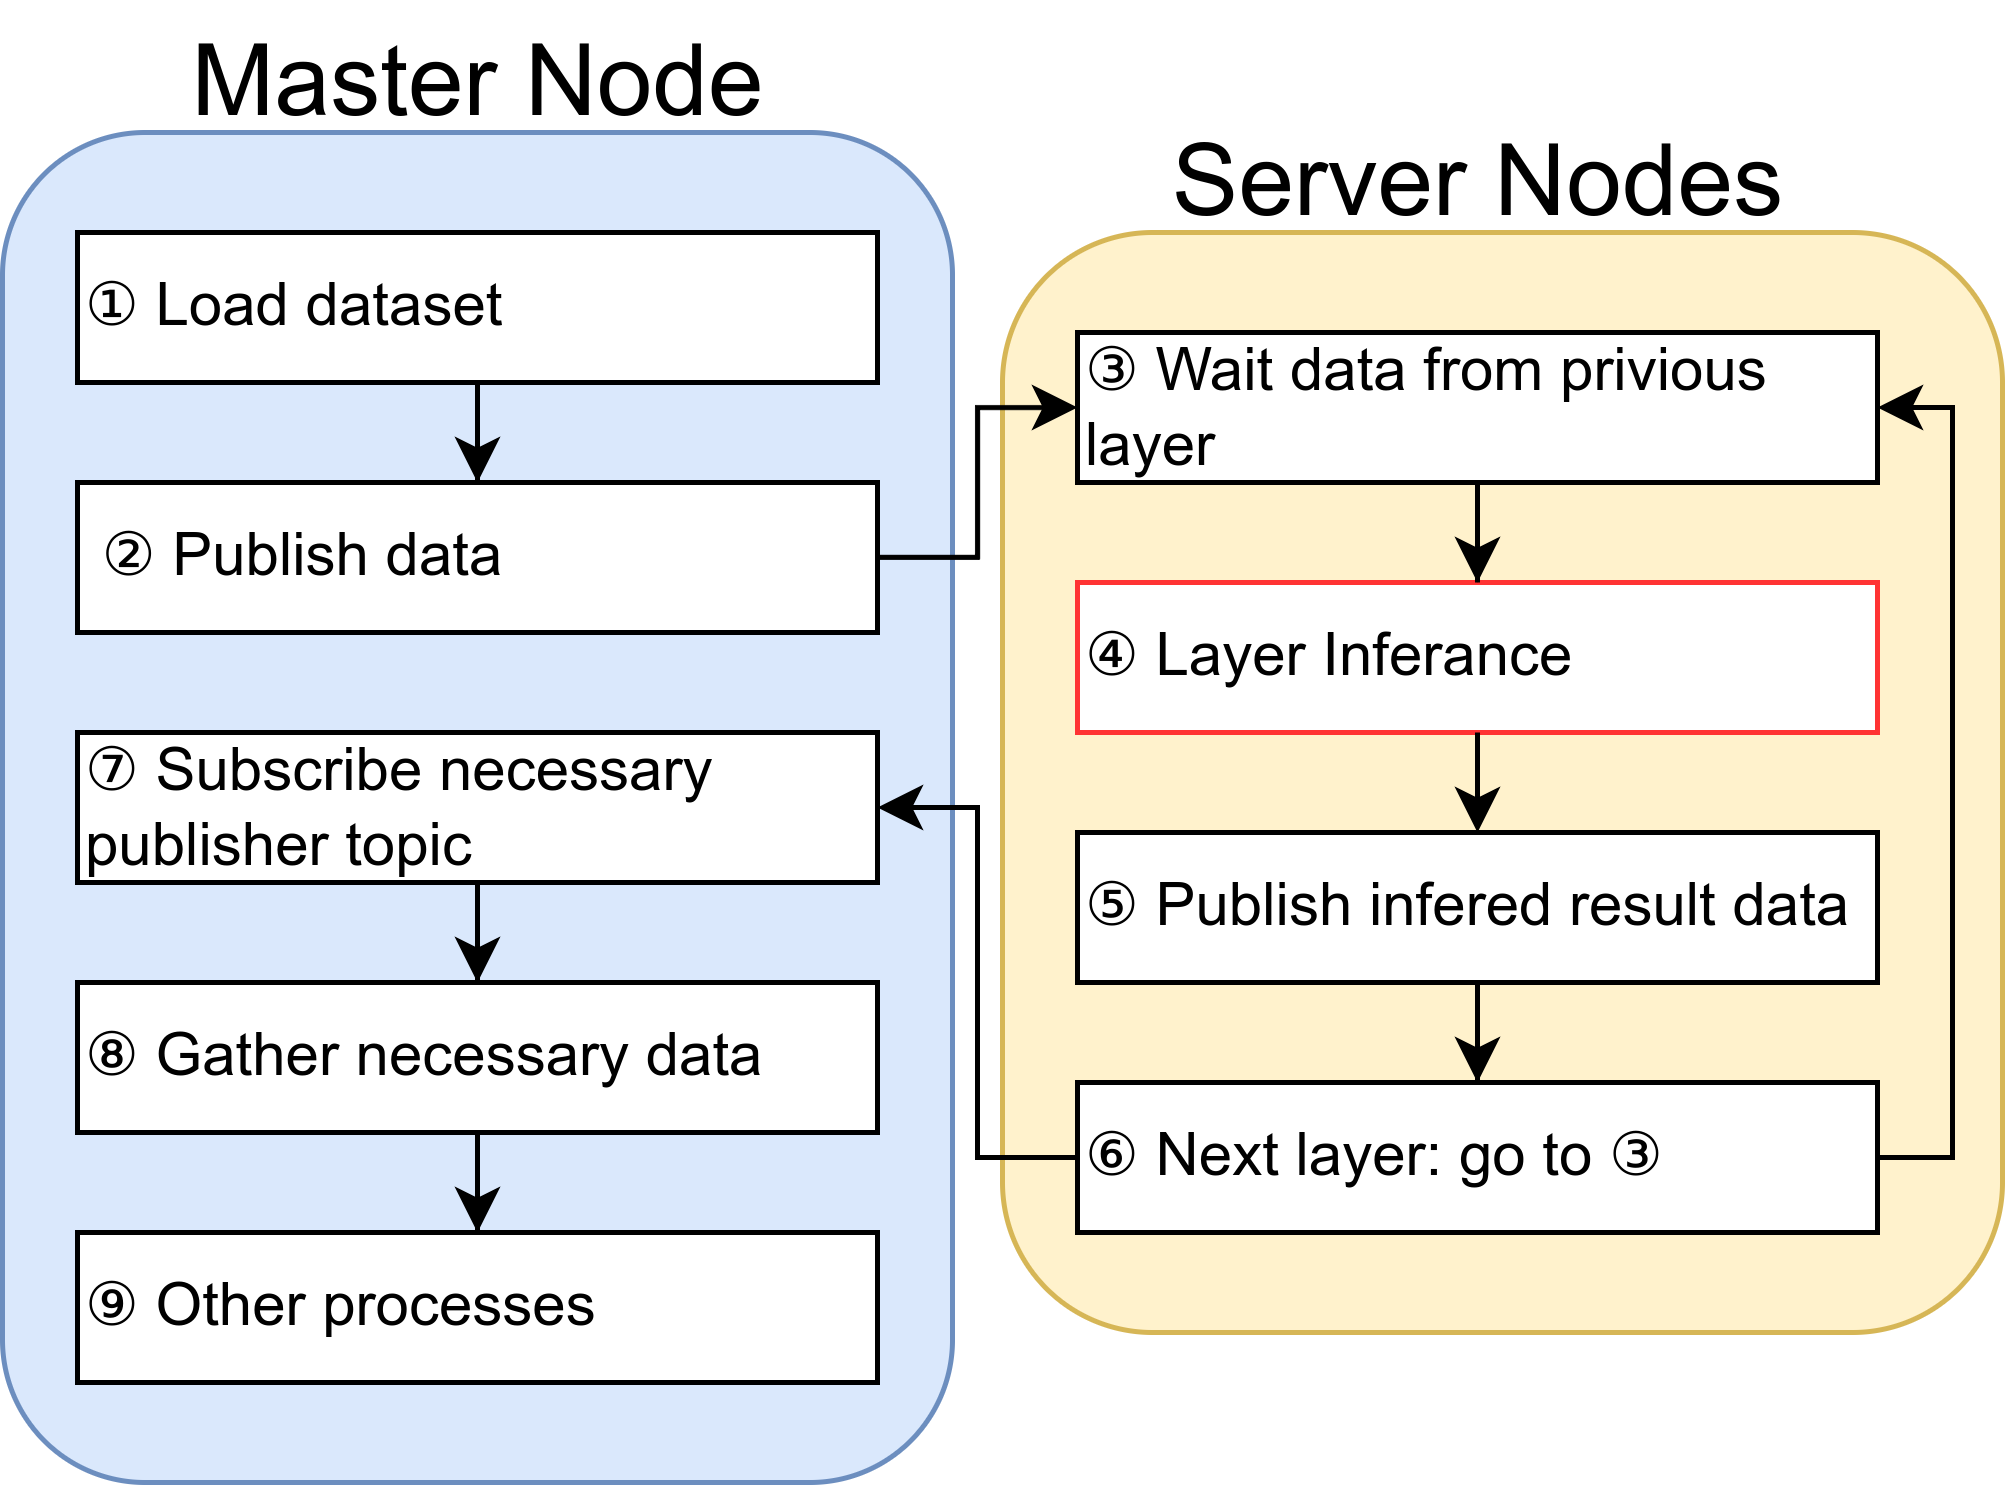 Master Node
① Load dataset
② Publish data
⑦ Subscribe necessary
publisher topic
⑧ Gather necessary data
⑨ Other processes
Server Nodes
③ Wait data from privious
layer
④ Layer Inferance
⑤ Publish infered result data
⑥ Next layer: go to ③